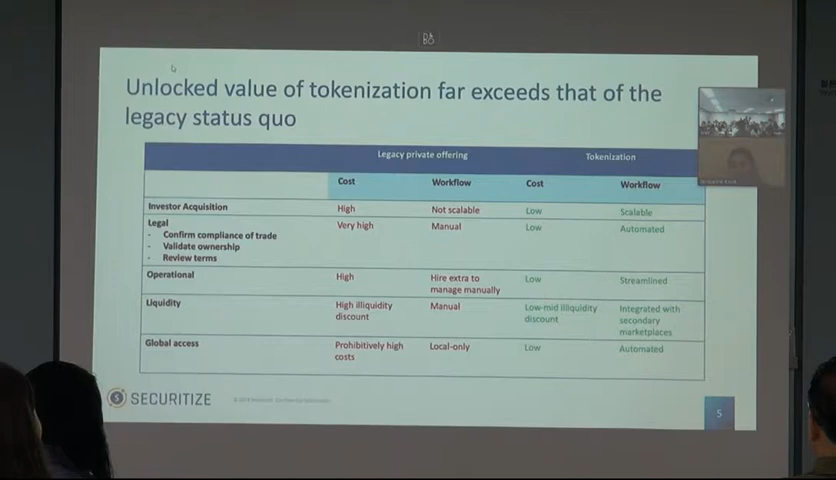 Unlocked value of tokenization far exceeds that of the
legacy status quo
Legacy private offering Tokenization
Cost Workflow Cost Workflow
Investor Acquisition High Not scalable Low Scalable
Legal Very high Manual Low Automated
- Confirm compliance of trade
- Validate ownership
- Review terms
Operational High Hire extra to Low Streamlined
manage manually
Liquidity High illiquidity Manual Low-mid illiquidity Integrated with
discount discount secondary
marketplaces
Global access Prohibitively high Local-only Low Automated
costs
S SECURITIZE
5